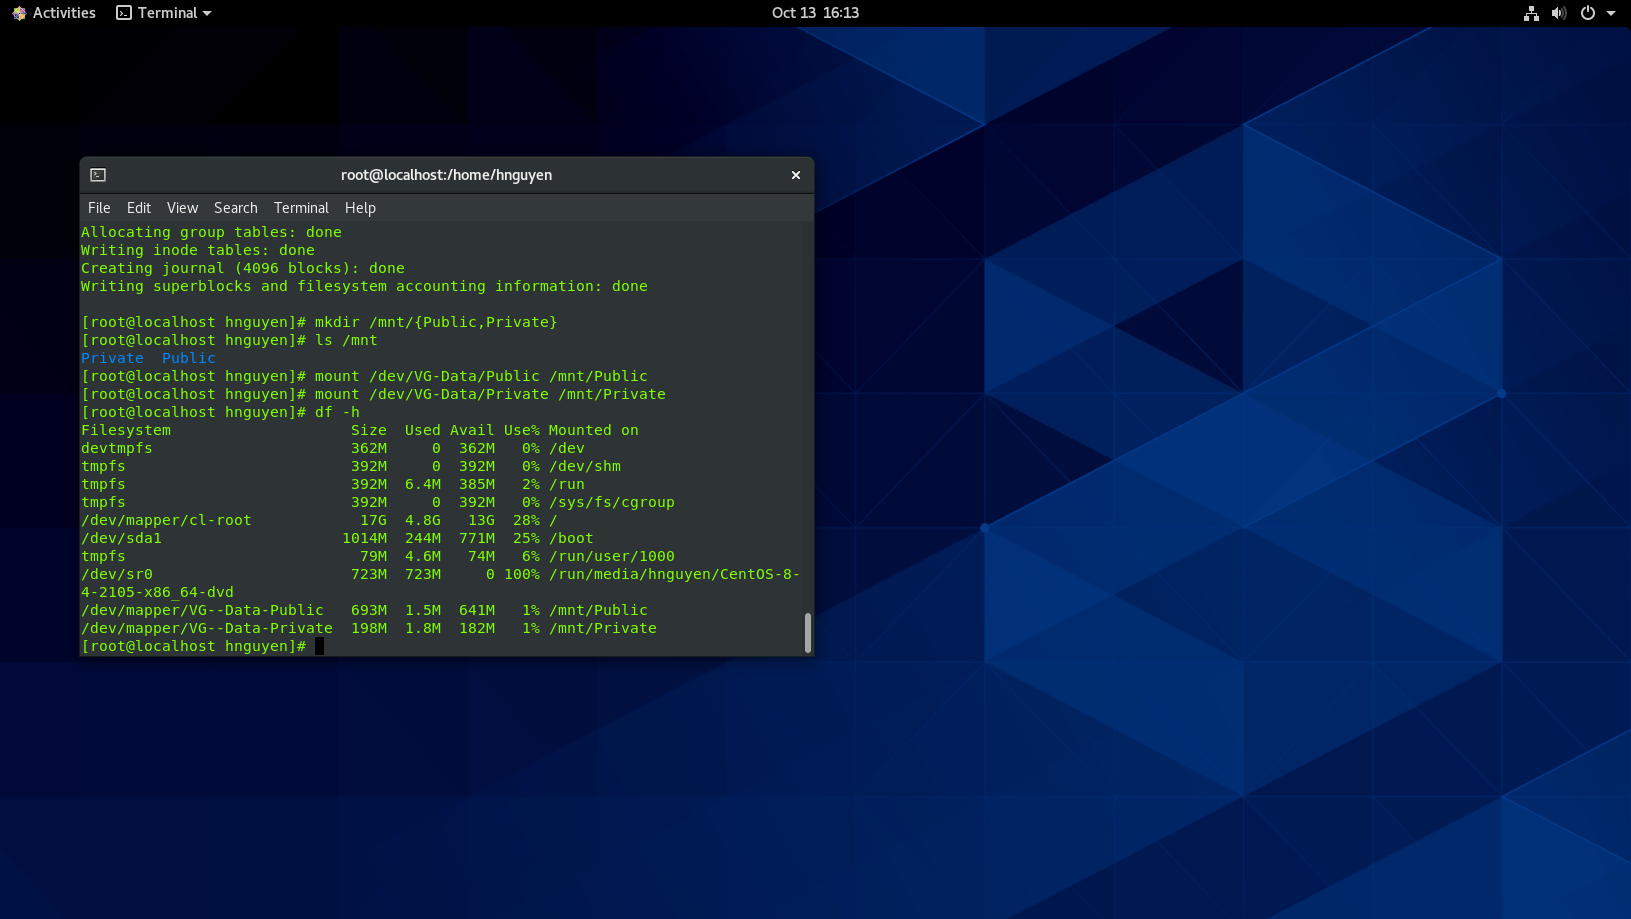 Activities Terminal Oct 13 16:13
root@localhost:/home/hnguyen
File Edit View Search Terminal Help
Allocating group tables: done
Writing inode tables: done
Creating journal (4096 blocks): done
Writing superblocks and filesystem accounting information: done
[root@localhost hnguyen]# mkdir /mnt/{Public,Private}
[root@localhost hnguyen]# ls /mnt
Private  Public
[root@localhost hnguyen]# mount /dev/VG-Data/Public /mnt/Public
[root@localhost hnguyen]# mount /dev/VG-Data/Private /mnt/Private
[root@localhost hnguyen]# df -h
Filesystem                    Size  Used Avail Use% Mounted on
devtmpfs                      362M     0  362M   0% /dev
tmpfs                         392M     0  392M   0% /dev/shm
tmpfs                         392M  6.4M  385M   2% /run
tmpfs                         392M     0  392M   0% /sys/fs/cgroup
/dev/mapper/cl-root            17G  4.8G   13G  28% /
/dev/sda1                    1014M  244M  771M  25% /boot
tmpfs                          79M  4.6M   74M   6% /run/user/1000
/dev/sr0                      723M  723M     0 100% /run/media/hnguyen/CentOS-8-
4-2105-x86_64-dvd
/dev/mapper/VG--Data-Public   693M  1.5M  641M   1% /mnt/Public
/dev/mapper/VG--Data-Private  198M  1.8M  182M   1% /mnt/Private
[root@localhost hnguyen]#